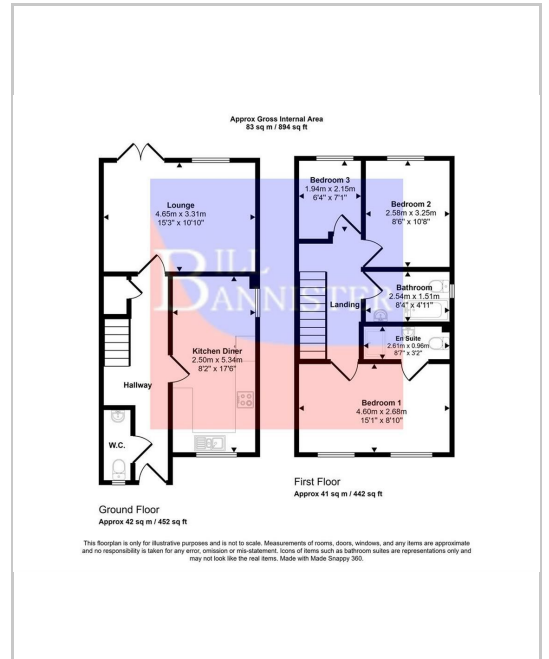 Approx Gross Internal Area
83 sq m / 894 sq ft
Lounge
4.65m x 3.31m
15'3" x 10'10"
Kitchen Diner
2.50m x 5.34m
8'2" x 17'6"
Hallway
W.C.
Ground Floor
Approx 42 sq m / 452 sq ft
Bedroom 3
1.94m x 2.15m
6'4" x 7'1"
Bedroom 2
2.58m x 3.25m
8'6" x 10'8"
Bathroom
2.54m x 1.51m
8'4" x 4'11"
Landing
En Suite
2.61m x 0.96m
8'7" x 3'2"
Bedroom 1
4.60m x 2.68m
15'1" x 8'10"
First Floor
Approx 41 sq m / 442 sq ft
BILL
BANNISTER
This floorplan is only for illustrative purposes and is not to scale. Measurements of rooms, doors, windows, and any items are approximate
and no responsibility is taken for any error, omission or mis-statement. Icons of items such as bathroom suites are representations only and
may not look like the real items. Made with Made Snappy 360.